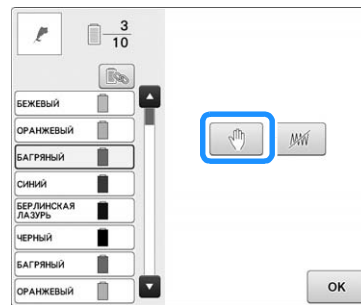 3
10
БЕЖЕВЫЙ
ОРАНЖЕВЫЙ
БАГРЯНЫЙ
СИНИЙ
БЕРЛИНСКАЯ
ЛАЗУРЬ
ЧЕРНЫЙ
БАГРЯНЫЙ
ОРАНЖЕВЫЙ
OK